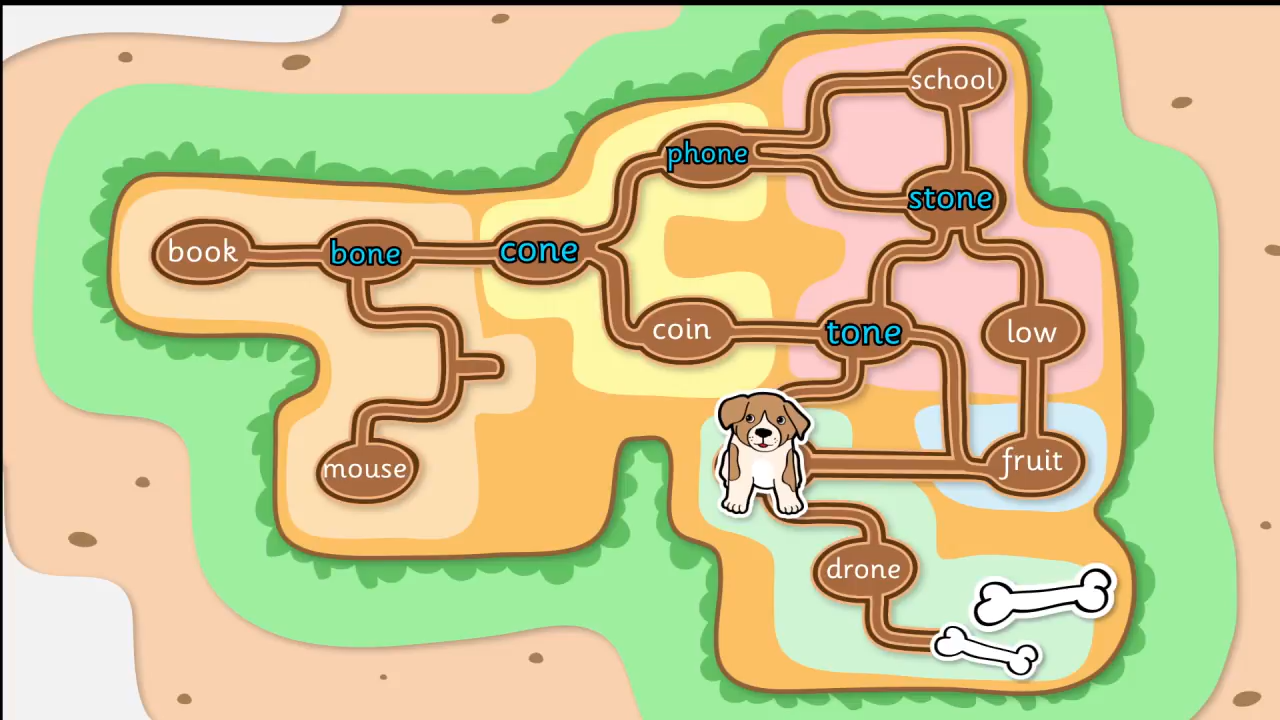 school
phone
stone
book
bone
cone
coin
tone
low
mouse
fruit
drone